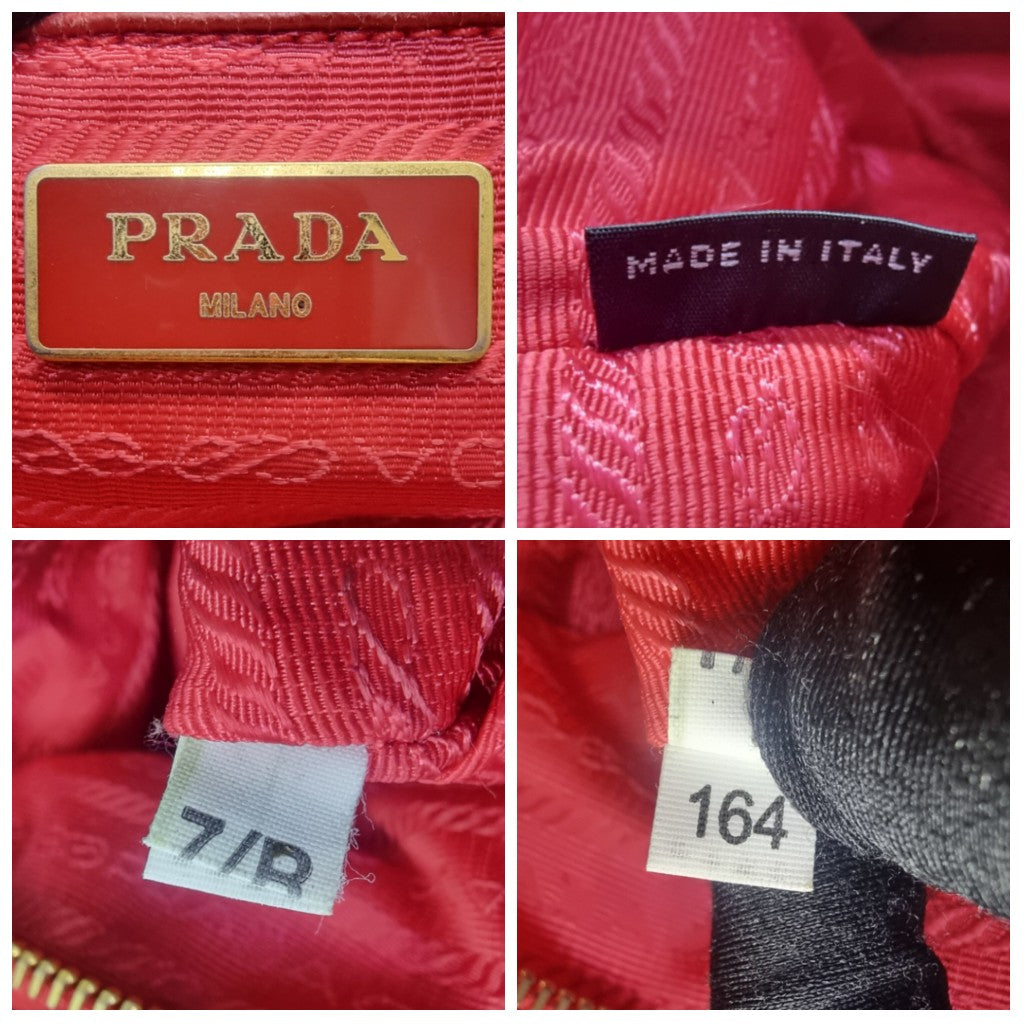 PRADA
MILANO
MADE IN ITALY
7/R
164